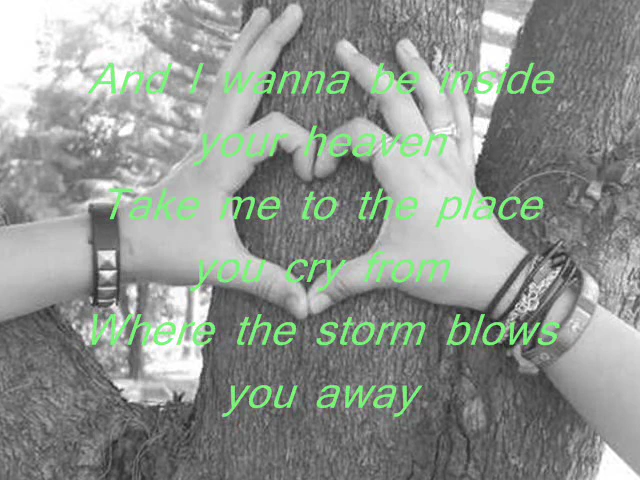 And I wanna be inside
your heaven
Take me to the place
you cry from
Where the storm blows
you away